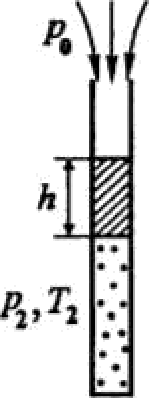 p₀
h
p₂, T₂